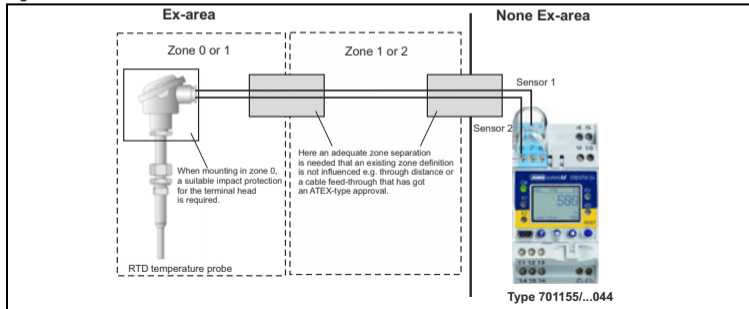 Ex-area
None Ex-area
Zone 0 or 1
Zone 1 or 2
Sensor 1
Sensor 2
When mounting in zone 0,
a suitable impact protection
for the terminal head
is required.
Here an adequate zone separation
is needed that an existing zone definition
is not influenced e.g. through distance or
a cable feed-through that has got
an ATEX-type approval.
RTD temperature probe
Type 701155/...044